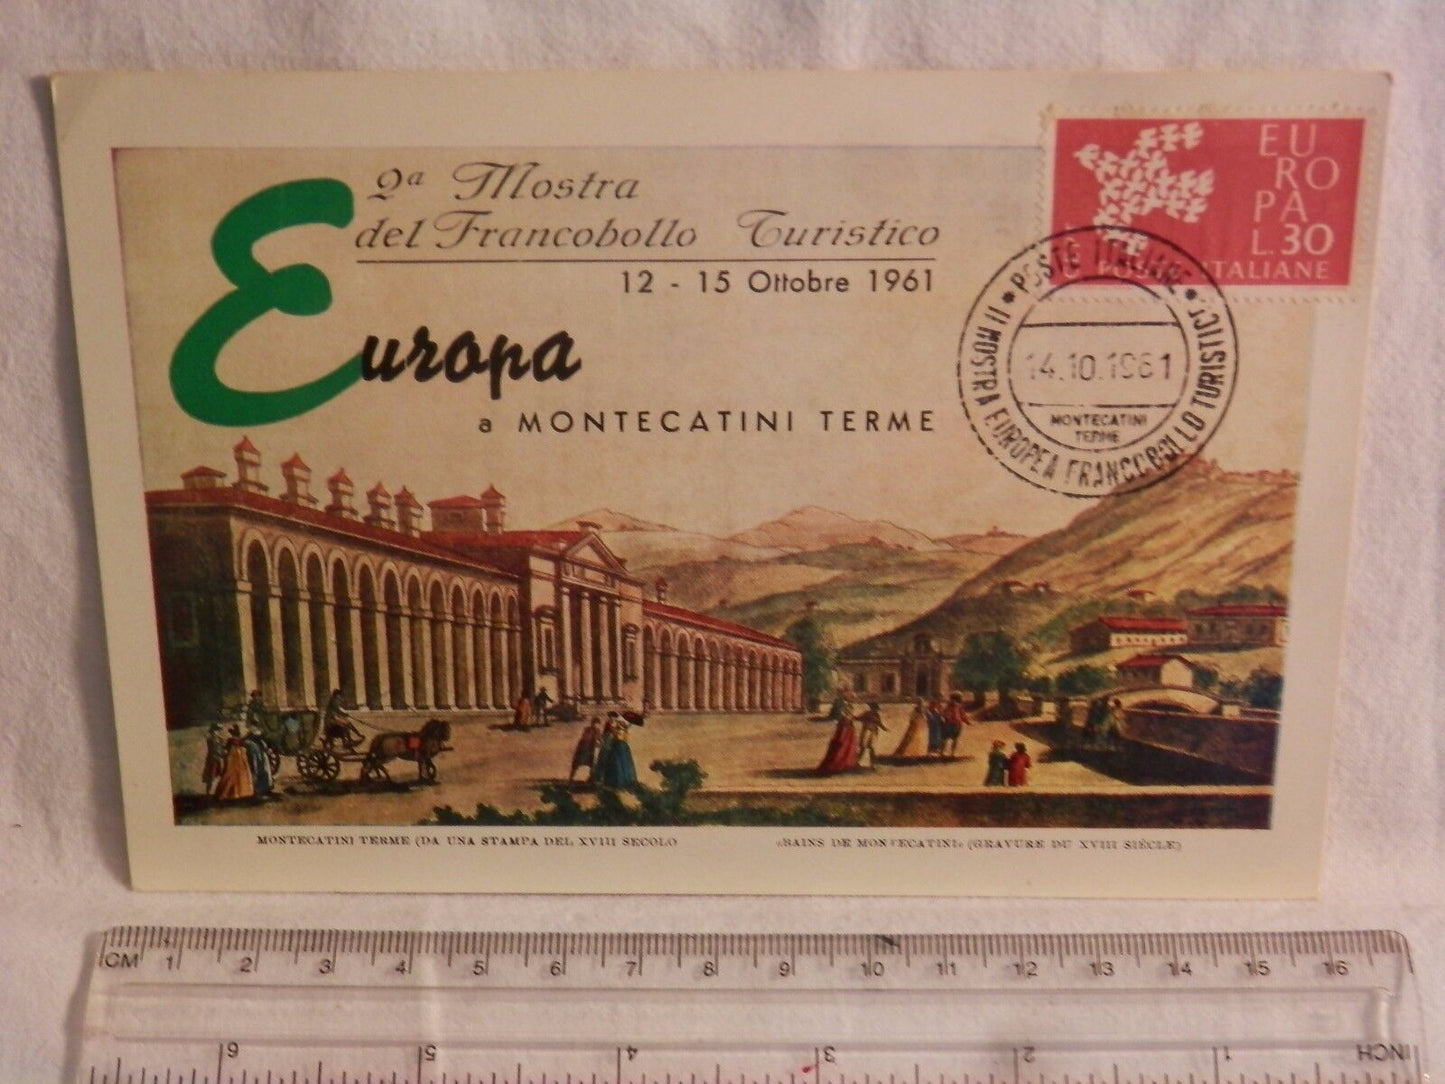 2a Mostra
del Francobollo Turistico
12 - 15 Ottobre 1961
Europa
a MONTECATINI TERME
EU
RO
PA
L.30
POSTE ITALIANE
* POSTE ITALIANE *
II MOSTRA EUROPEA FRANCOBOLLO TURISTICO
14.10.1961
MONTECATINI
TERME
MONTECATINI TERME (DA UNA STAMPA DEL XVIII SECOLO
«BAINS DE MONTECATINI» (GRAVURE DU XVIII SIÈCLE)
CM 1 2 3 4 5 6 7 8 9 10 11 12 13 14 15 16
6 5 4 3 2 1 INCH